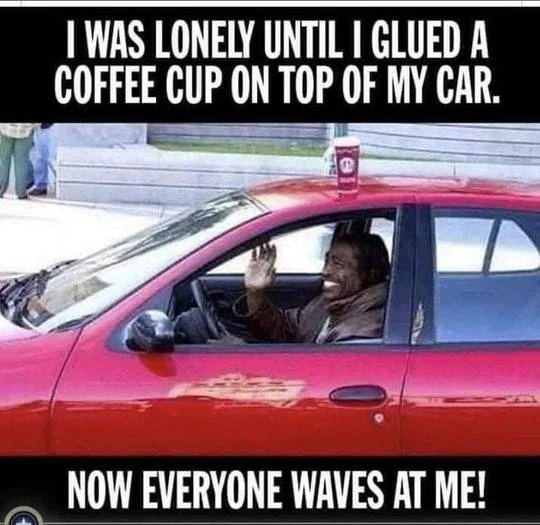 I WAS LONELY UNTIL I GLUED A
COFFEE CUP ON TOP OF MY CAR.
NOW EVERYONE WAVES AT ME!